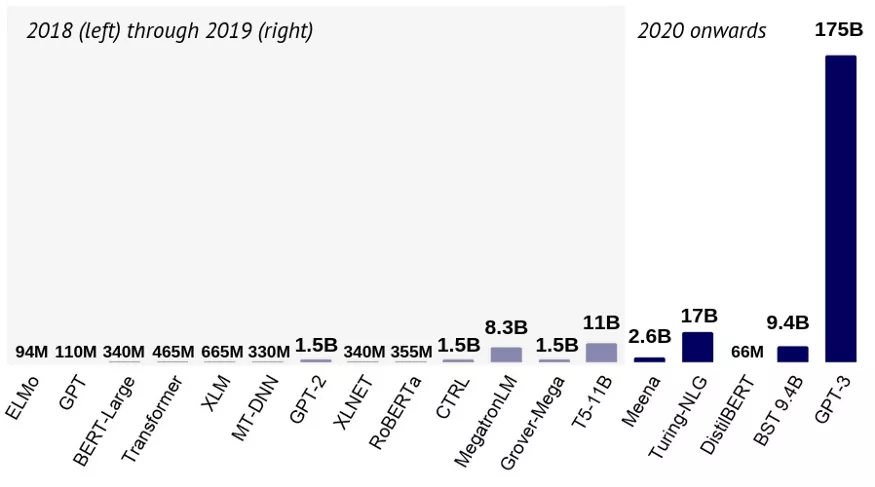 2018 (left) through 2019 (right)
2020 onwards
175B
94M
110M
340M
465M
665M
330M
1.5B
340M
355M
1.5B
8.3B
1.5B
11B
2.6B
17B
66M
9.4B
ELMo
GPT
BERT-Large
Transformer
XLM
MT-DNN
GPT-2
XLNET
RoBERTa
CTRL
MegatronLM
Grover-Mega
T5-11B
Meena
Turing-NLG
DistilBERT
BST 9.4B
GPT-3